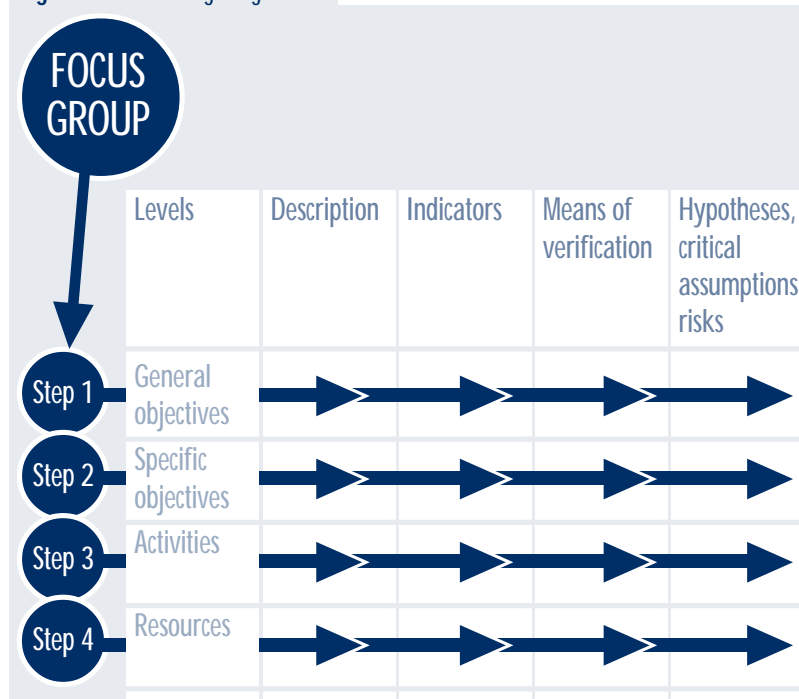 FOCUS
GROUP
Levels
Description
Indicators
Means of
verification
Hypotheses,
critical
assumptions
risks
Step 1
General
objectives
Step 2
Specific
objectives
Step 3
Activities
Step 4
Resources